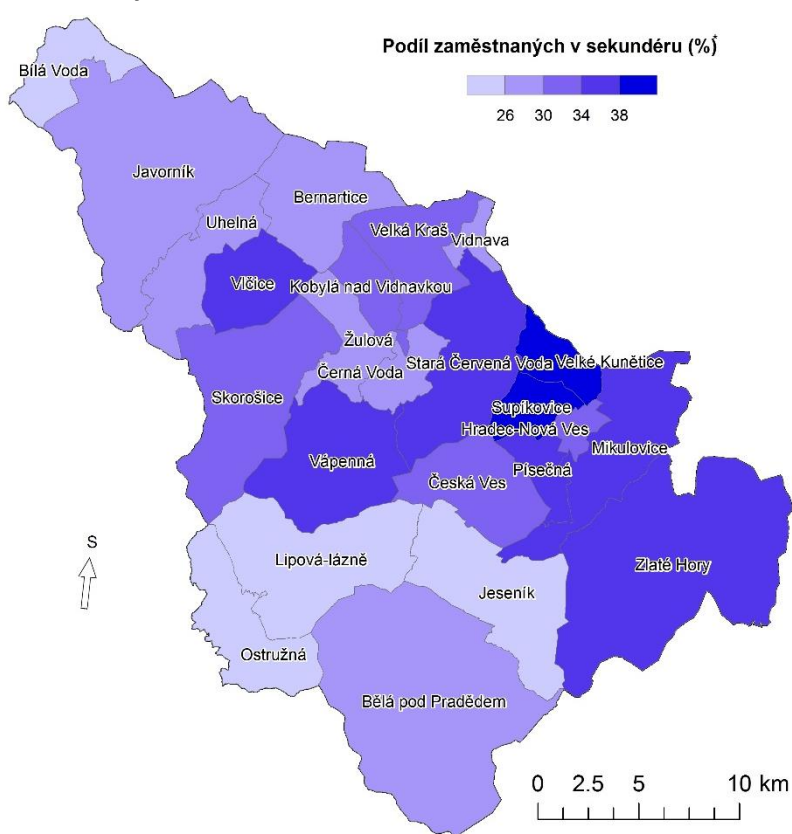 Podíl zaměstnaných v sekundéru (%)*
26 30 34 38
Bílá Voda
Javorník
Bernartice
Uhelná
Velká Kraš
Vidnava
Vlčice
Kobylá nad Vidnavkou
Žulová
Stará Červená Voda
Velké Kunětice
Černá Voda
Skorošice
Supíkovice
Hradec-Nová Ves
Mikulovice
Vápenná
Písečná
Česká Ves
S
Lipová-lázně
Zlaté Hory
Jeseník
Ostružná
Bělá pod Pradědem
0 2.5 5 10 km